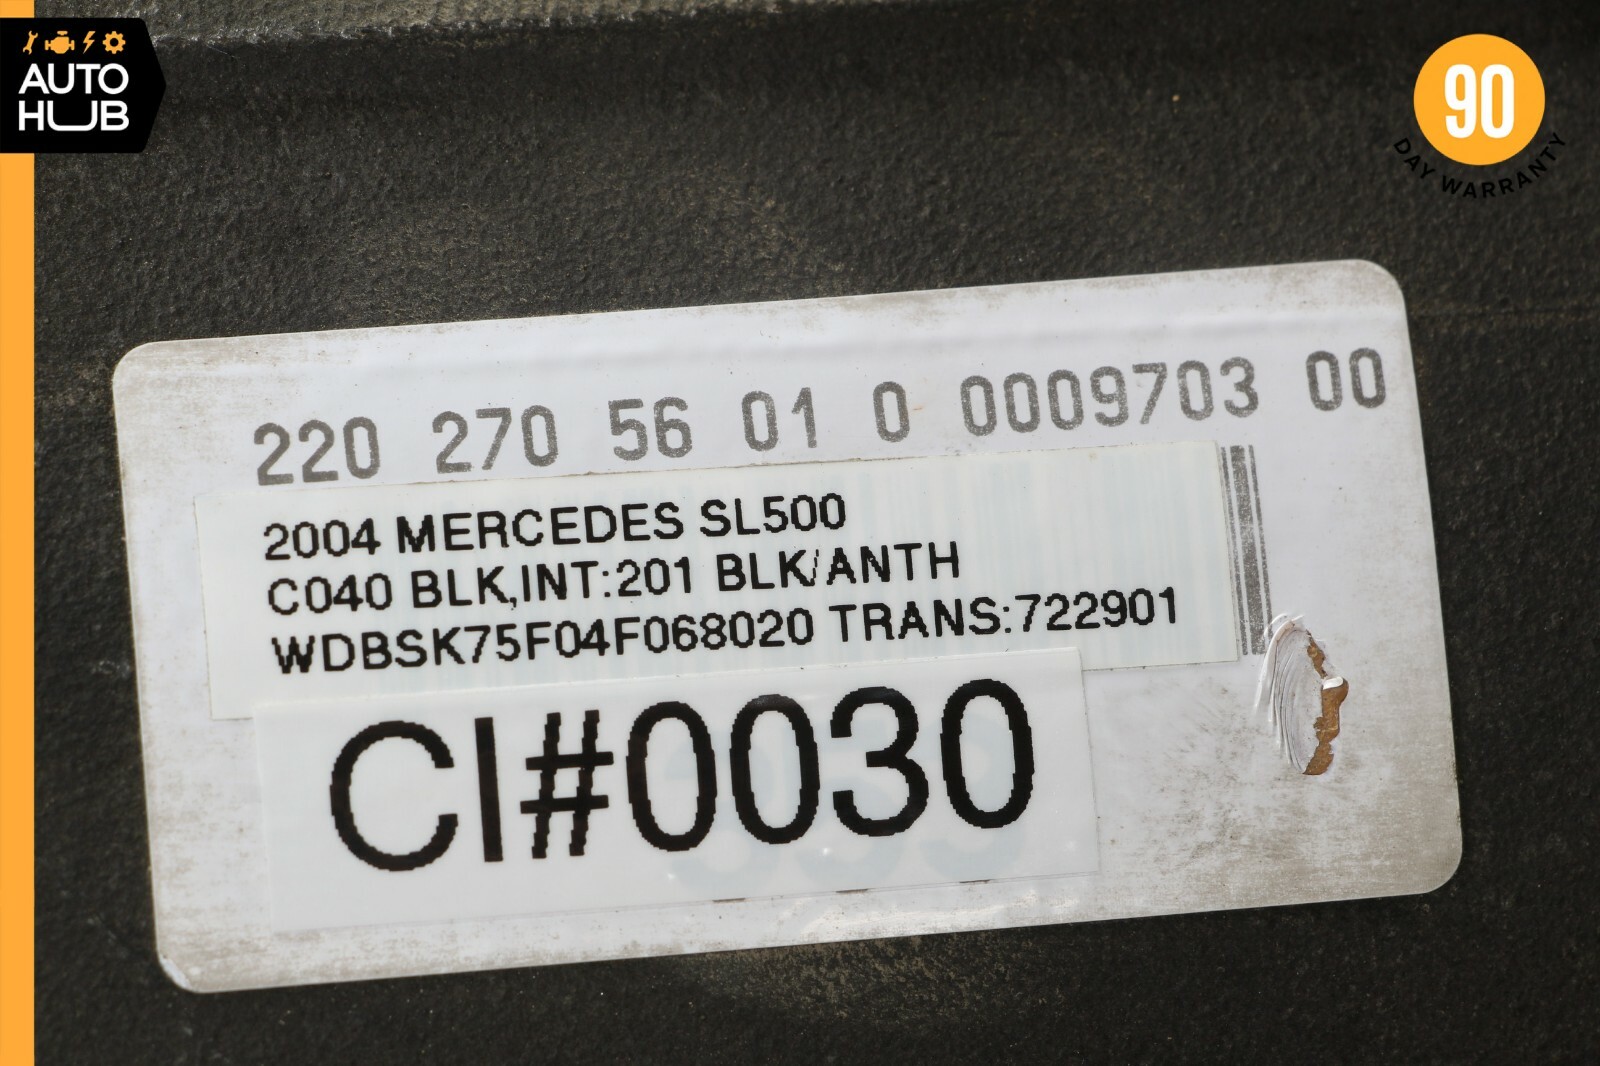 AUTO
HUB
90
DAY WARRANTY
220 270 56 01 0 0009703 00
2004 MERCEDES SL500
C040 BLK,INT:201 BLK/ANTH
WDBSK75F04F068020 TRANS:722901
CI#0030